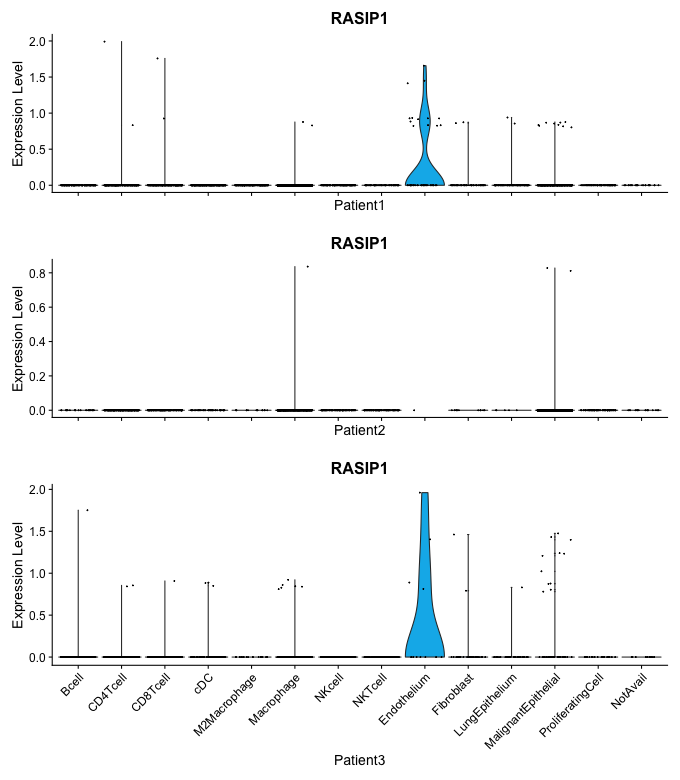 RASIP1
Expression Level
2.0
1.5
1.0
0.5
0.0
Patient1
RASIP1
Expression Level
0.8
0.6
0.4
0.2
0.0
Patient2
RASIP1
Expression Level
2.0
1.5
1.0
0.5
0.0
Bcell
CD4Tcell
CD8Tcell
cDC
M2Macrophage
Macrophage
NKcell
NKTcell
Endothelium
Fibroblast
LungEpithelium
MalignantEpithelial
ProliferatingCell
NotAvail
Patient3